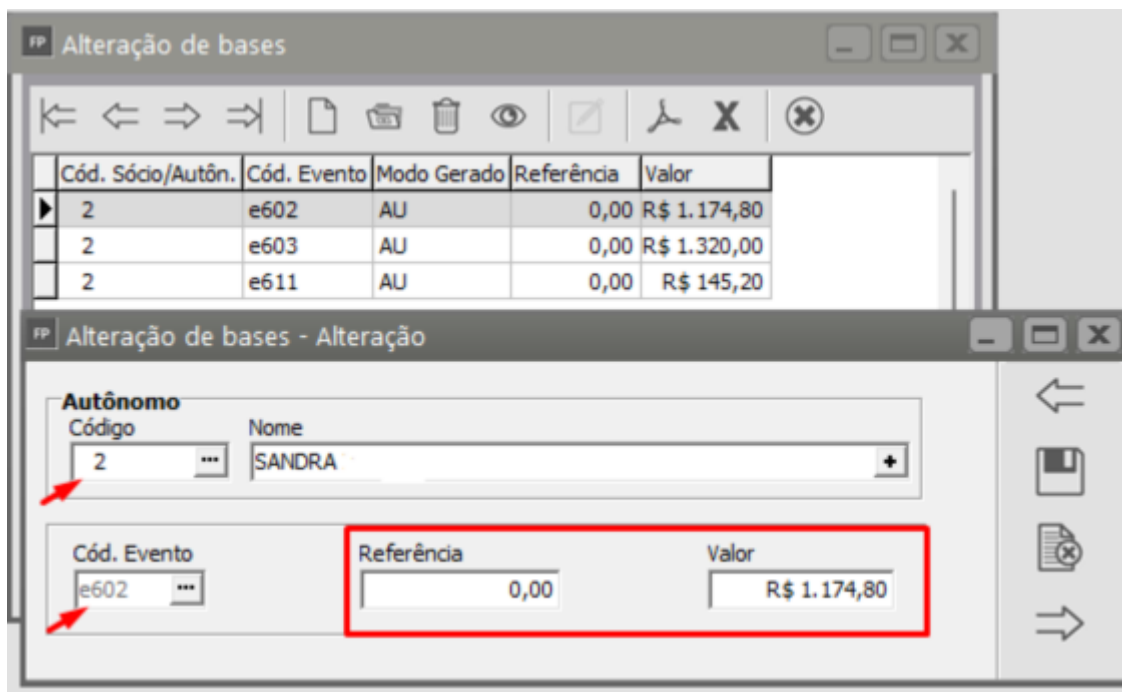 FP Alteração de bases
Cód. Sócio/Autôn. Cód. Evento Modo Gerado Referência Valor
2 e602 AU 0,00 R$ 1.174,80
2 e603 AU 0,00 R$ 1.320,00
2 e611 AU 0,00 R$ 145,20
FP Alteração de bases - Alteração
Autônomo
Código Nome
2 ... SANDRA +
Cód. Evento Referência Valor
e602 ... 0,00 R$ 1.174,80